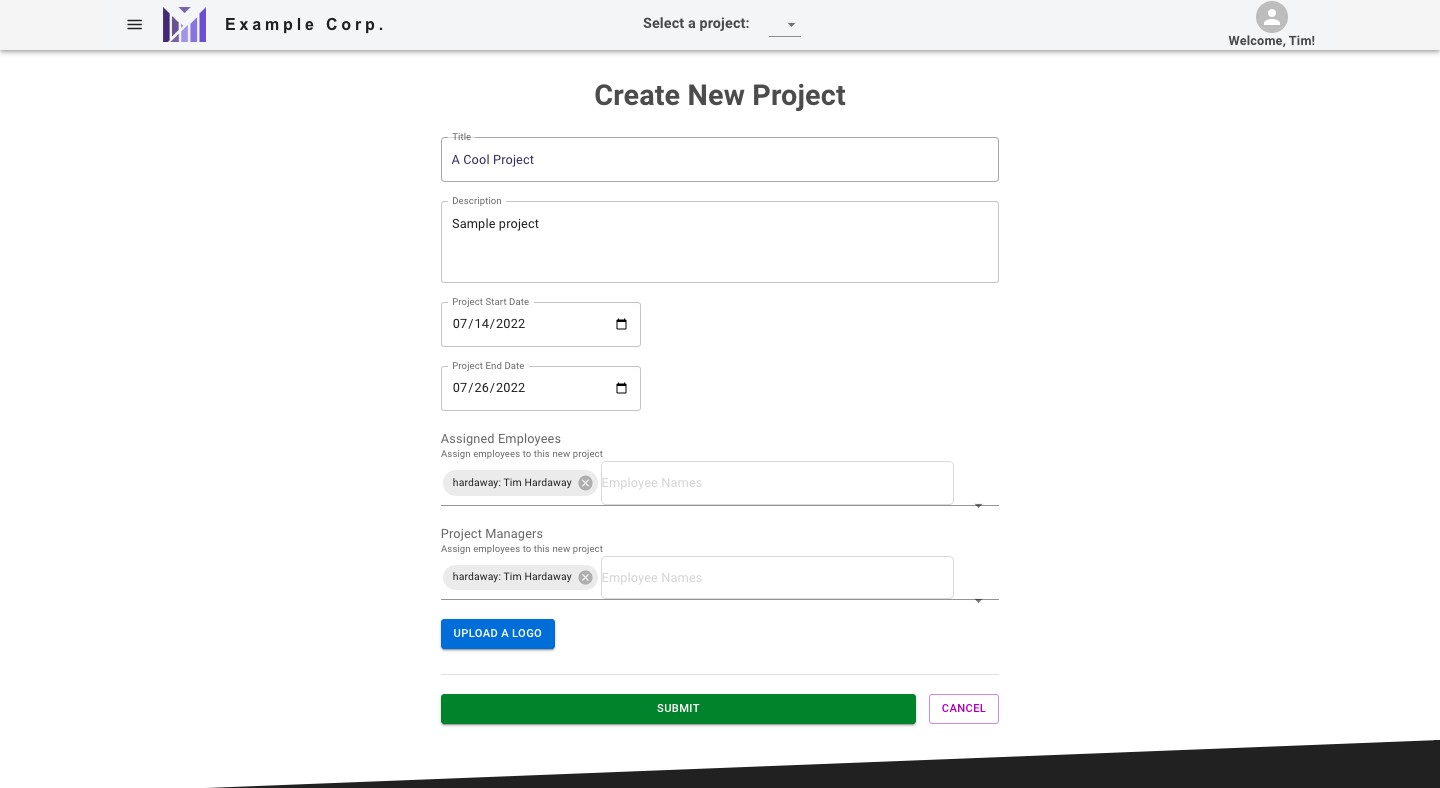 Example Corp.
Select a project:
Welcome, Tim!
Create New Project
Title
A Cool Project
Description
Sample project
Project Start Date
07/14/2022
Project End Date
07/26/2022
Assigned Employees
Assign employees to this new project
hardaway: Tim Hardaway
Employee Names
Project Managers
Assign employees to this new project
hardaway: Tim Hardaway
Employee Names
UPLOAD A LOGO
SUBMIT
CANCEL